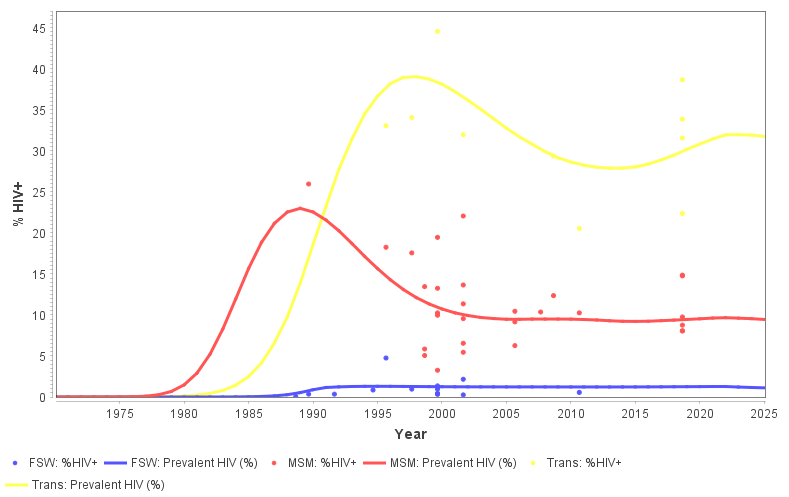 45
40
35
30
25
20
15
10
5
0
% HIV+
1975 1980 1985 1990 1995 2000 2005 2010 2015 2020 2025
Year
FSW: %HIV+ FSW: Prevalent HIV (%) MSM: %HIV+ MSM: Prevalent HIV (%) Trans: %HIV+
Trans: Prevalent HIV (%)